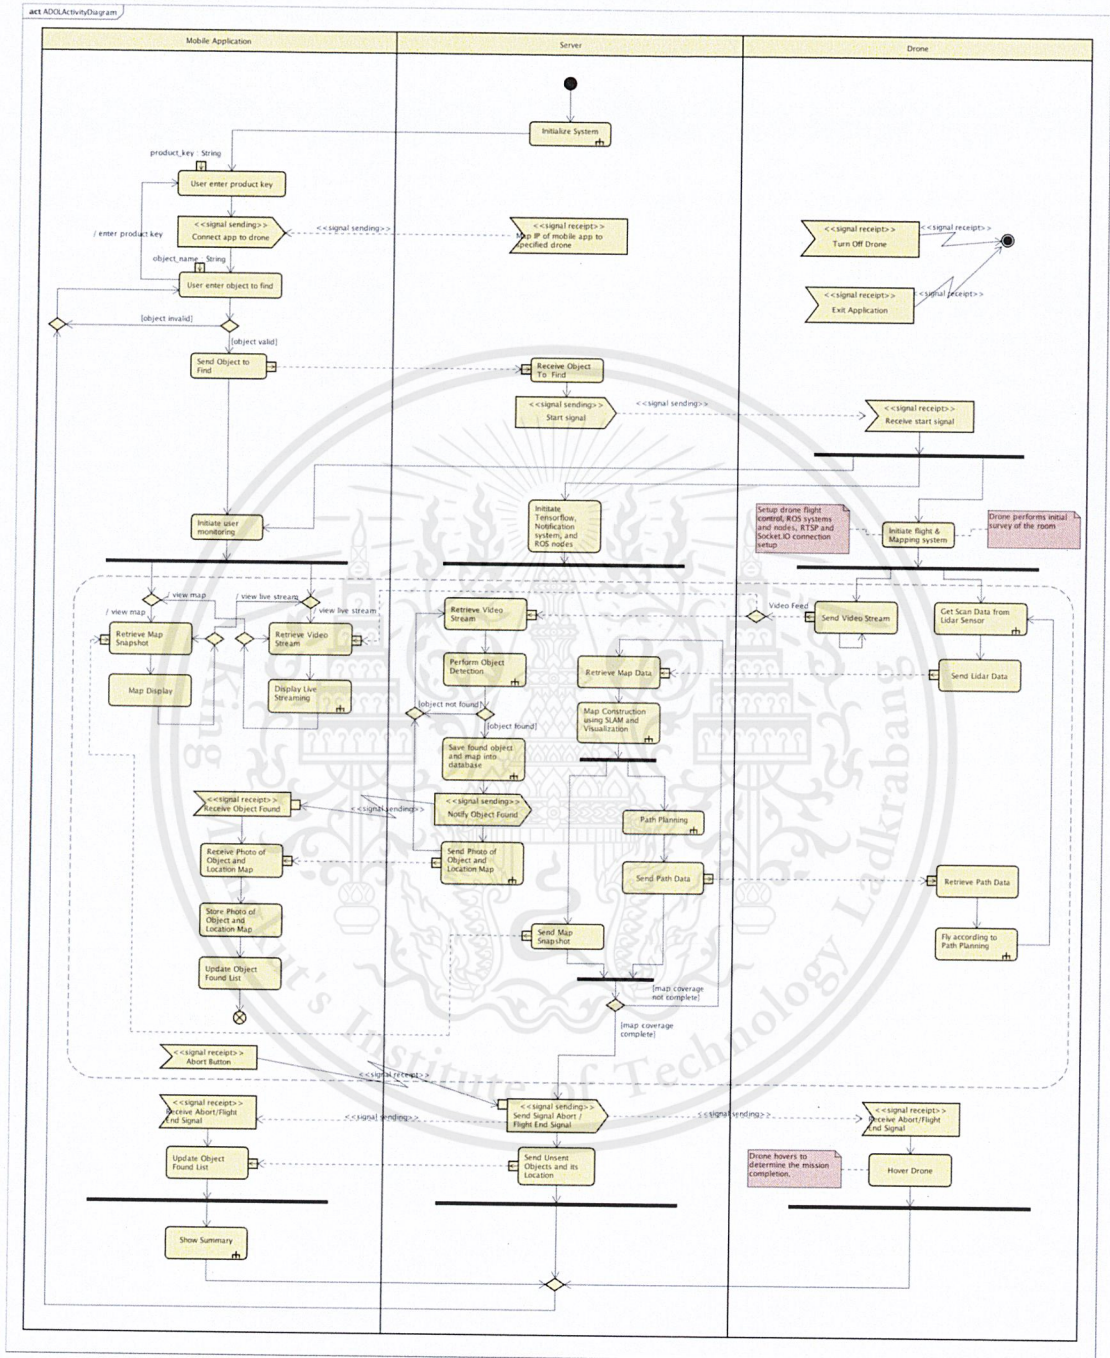 act ADOLActivityDiagram
Mobile Application
Server
Drone
Initialize System
product_key : String
User enter product key
<<signal sending>>
Connect app to drone
<<signal sending>>
<<signal receipt>>
Map IP of mobile app to
specified drone
<<signal receipt>>
Turn Off Drone
<<signal receipt>>
/ enter product key
object_name : String
User enter object to find
<<signal receipt>>
Exit Application
<<signal receipt>>
[object invalid]
[object valid]
Send Object to
Find
Receive Object
To Find
<<signal sending>>
Start signal
<<signal sending>>
<<signal receipt>>
Receive start signal
Initiate user
monitoring
Inititate
Tensorflow,
Notification
system, and
ROS nodes
Setup drone flight
control, ROS systems
and nodes, RTSP and
Socket.IO connection
setup
Initiate flight &
Mapping system
Drone performs initial
survey of the room
/ view map
/ view live stream
/ view map
/ view live stream
Retrieve Map
Snapshot
Retrieve Video
Stream
Map Display
Display Live
Streaming
Retrieve Video
Stream
Video Feed
Send Video Stream
Get Scan Data from
Lidar Sensor
Perform Object
Detection
Retrieve Map Data
Send Lidar Data
[object not found]
[object found]
Map Construction
using SLAM and
Visualization
Save found object
and map into
database
<<signal receipt>>
Receive Object Found
<<signal sending>>
<<signal sending>>
Notify Object Found
Path Planning
Receive Photo of
Object and
Location Map
Send Photo of
Object and
Location Map
Send Path Data
Retrieve Path Data
Store Photo of
Object and
Location Map
Send Map
Snapshot
Fly according to
Path Planning
Update Object
Found List
[map coverage
not complete]
[map coverage
complete]
<<signal receipt>>
Abort Button
<<signal receipt>>
<<signal receipt>>
Receive Abort/Flight
End Signal
<<signal sending>>
<<signal sending>>
Send Signal Abort /
Flight End Signal
<<signal sending>>
<<signal receipt>>
Receive Abort/Flight
End Signal
Update Object
Found List
Send Unsent
Objects and its
Location
Drone hovers to
determine the mission
completion.
Hover Drone
Show Summary
Institute of Technology Ladkrabang